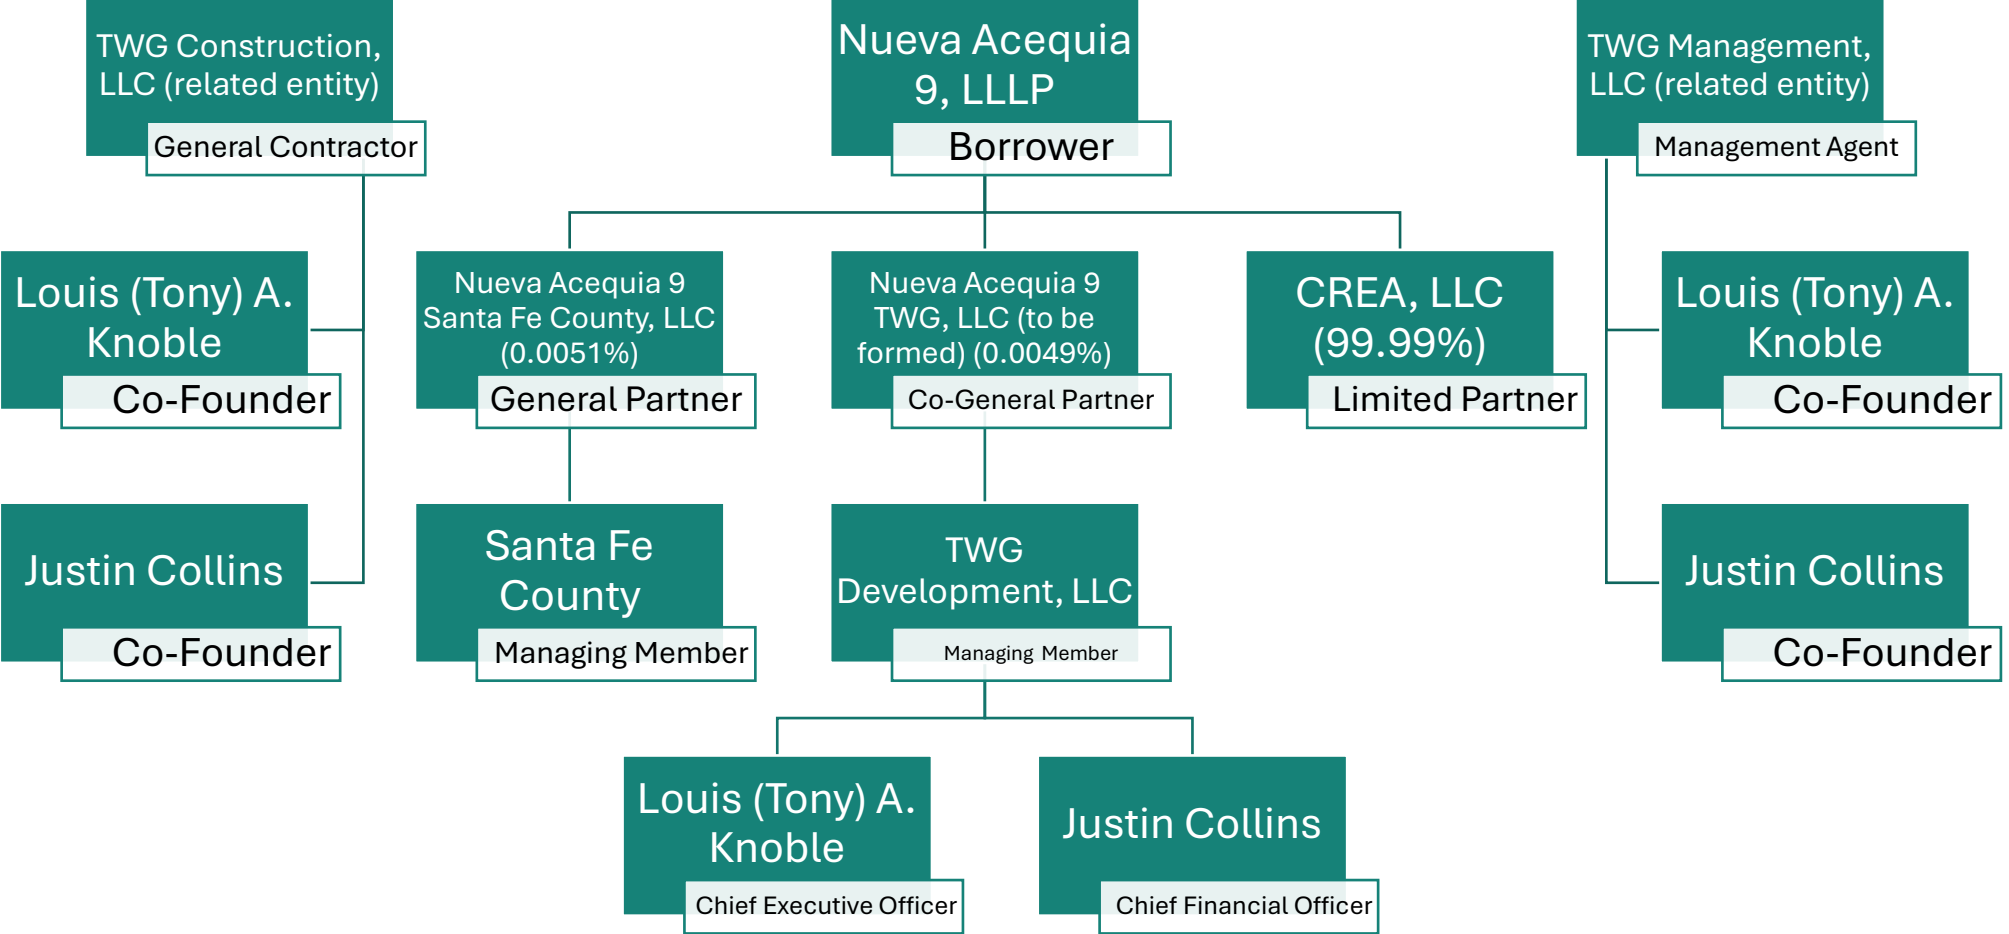 TWG Construction,
LLC (related entity)
General Contractor
Nueva Acequia
9, LLLP
Borrower
TWG Management,
LLC (related entity)
Management Agent
Louis (Tony) A.
Knoble
Co-Founder
Nueva Acequia 9
Santa Fe County, LLC
(0.0051%)
General Partner
Nueva Acequia 9
TWG, LLC (to be
formed) (0.0049%)
Co-General Partner
CREA, LLC
(99.99%)
Limited Partner
Louis (Tony) A.
Knoble
Co-Founder
Justin Collins
Co-Founder
Santa Fe
County
Managing Member
TWG
Development, LLC
Managing Member
Justin Collins
Co-Founder
Louis (Tony) A.
Knoble
Chief Executive Officer
Justin Collins
Chief Financial Officer